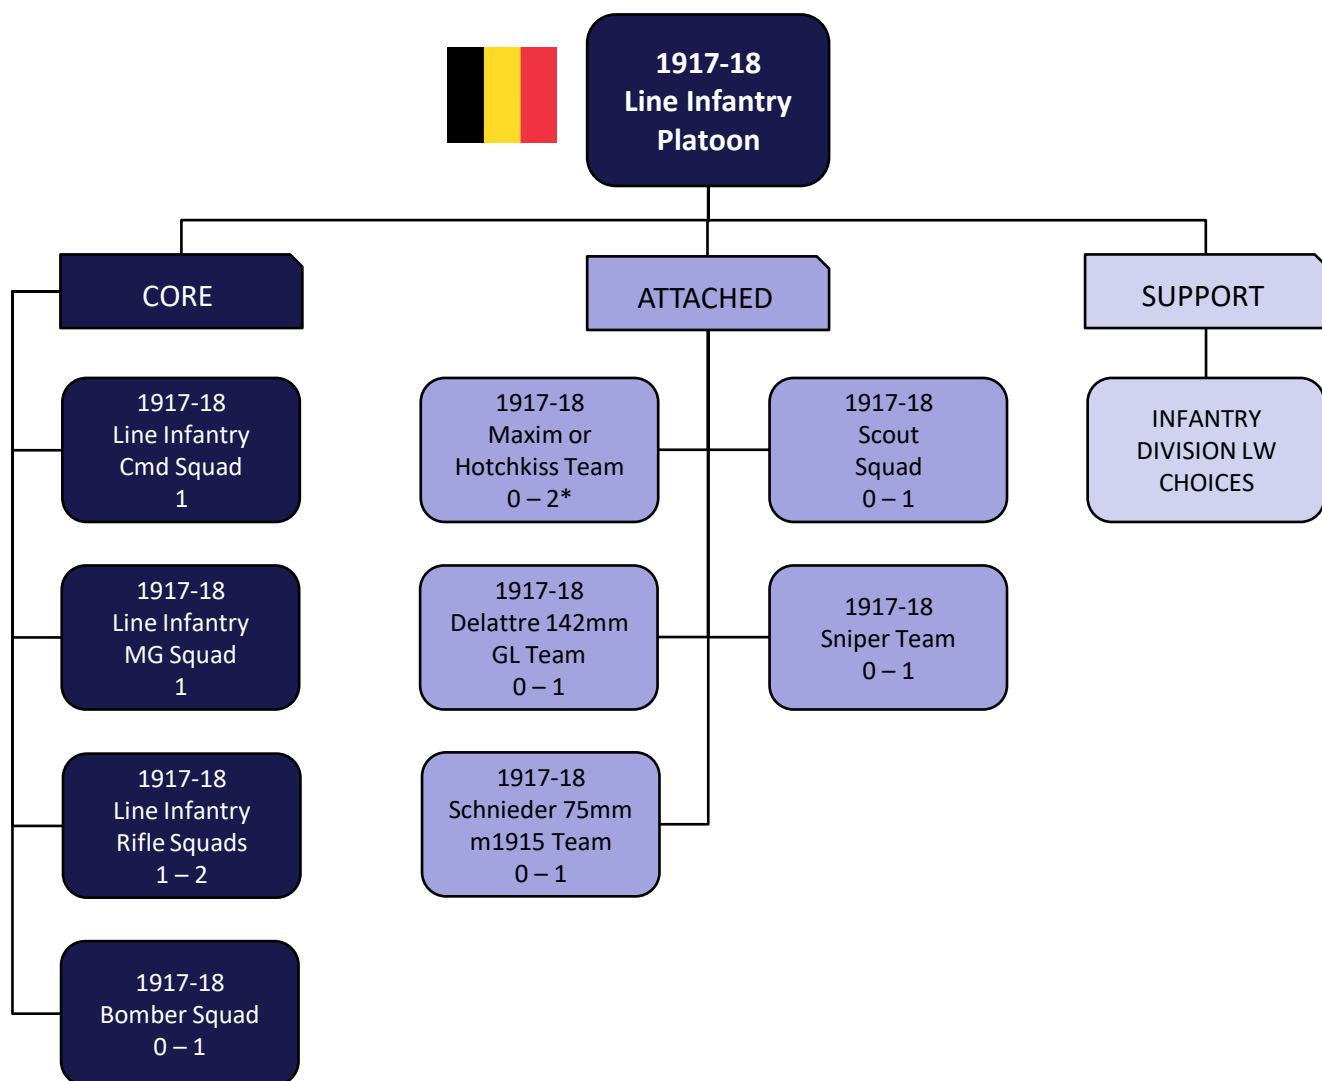 1917-18
Line Infantry
Platoon
CORE
1917-18
Line Infantry
Cmd Squad
1
1917-18
Line Infantry
MG Squad
1
1917-18
Line Infantry
Rifle Squads
1 – 2
1917-18
Bomber Squad
0 – 1
ATTACHED
1917-18
Maxim or
Hotchkiss Team
0 – 2*
1917-18
Scout
Squad
0 – 1
1917-18
Delattre 142mm
GL Team
0 – 1
1917-18
Sniper Team
0 – 1
1917-18
Schnieder 75mm
m1915 Team
0 – 1
SUPPORT
INFANTRY
DIVISION LW
CHOICES